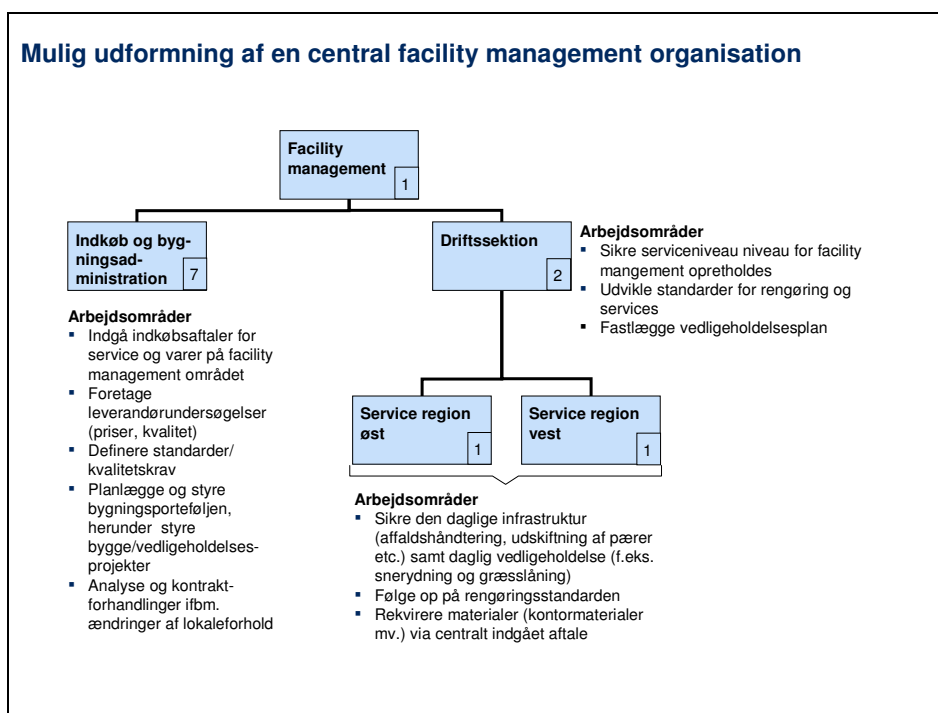 Mulig udformning af en central facility management organisation
Facility
management
1
Indkøb og byg-
ningsad-
ministration
7
Driftssektion
2
Arbejdsområder
▪ Sikre serviceniveau niveau for facility
mangement opretholdes
▪ Udvikle standarder for rengøring og
services
▪ Fastlægge vedligeholdelsesplan
Arbejdsområder
▪ Indgå indkøbsaftaler for
service og varer på facility
management området
▪ Foretage
leverandørundersøgelser
(priser, kvalitet)
▪ Definere standarder/
kvalitetskrav
▪ Planlægge og styre
bygningsporteføljen,
herunder styre
bygge/vedligeholdelses-
projekter
▪ Analyse og kontrakt-
forhandlinger ifbm.
ændringer af lokaleforhold
Service region
øst
1
Service region
vest
1
Arbejdsområder
▪ Sikre den daglige infrastruktur
(affaldshåndtering, udskiftning af pærer
etc.) samt daglig vedligeholdelse (f.eks.
snerydning og græsslåning)
▪ Følge op på rengøringsstandarden
▪ Rekvirere materialer (kontormaterialer
mv.) via centralt indgået aftale